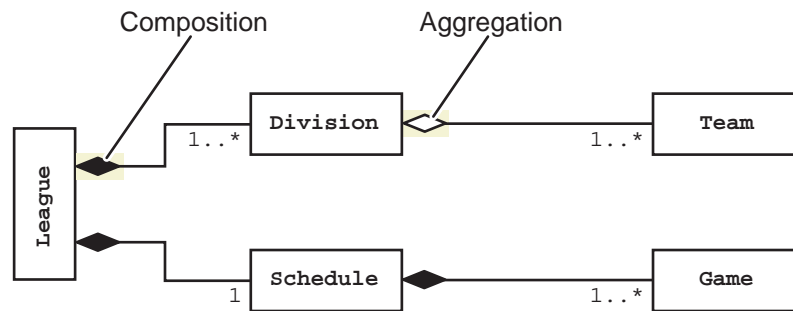 Composition
Aggregation
Division
Team
1..*
1..*
League
Schedule
Game
1
1..*